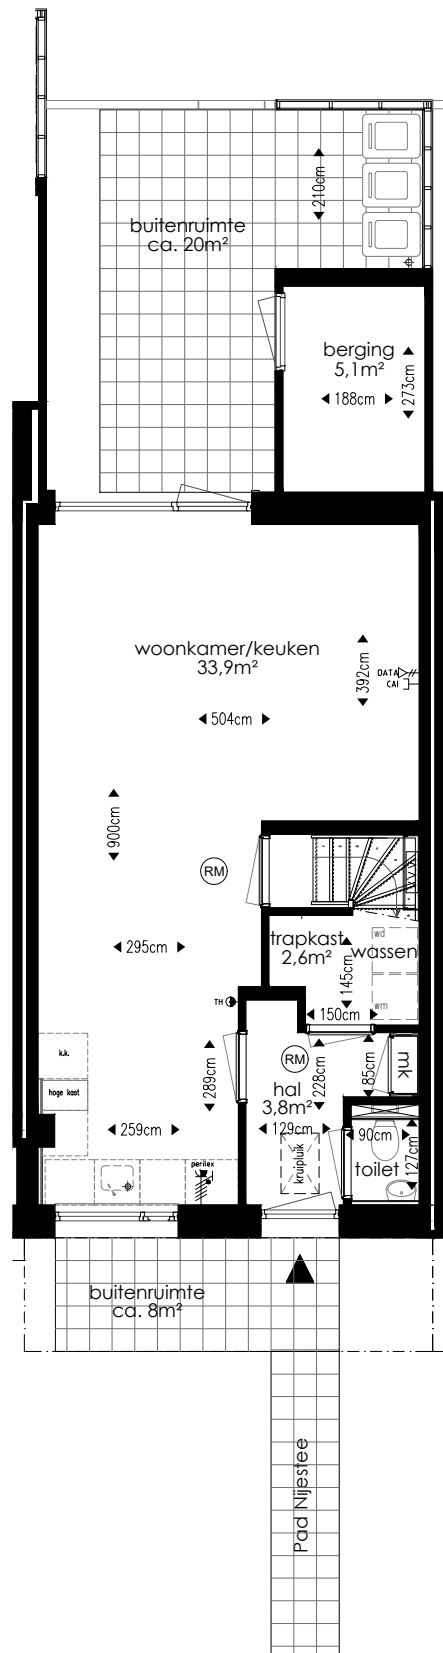 210cm
buitenruimte
ca. 20m²
berging
5,1m²
188cm
273cm
woonkamer/keuken
33,9m²
392cm
DATA
CAI
504cm
900cm
RM
295cm
trapkast
2,6m²
wd
wassen
145cm
wm
150cm
TH
k.k.
hoge kast
289cm
RM
hal
3,8m²
228cm
85cm
mk
129cm
90cm
127cm
toilet
kruipluik
259cm
perilex
buitenruimte
ca. 8m²
Pad Nijestee